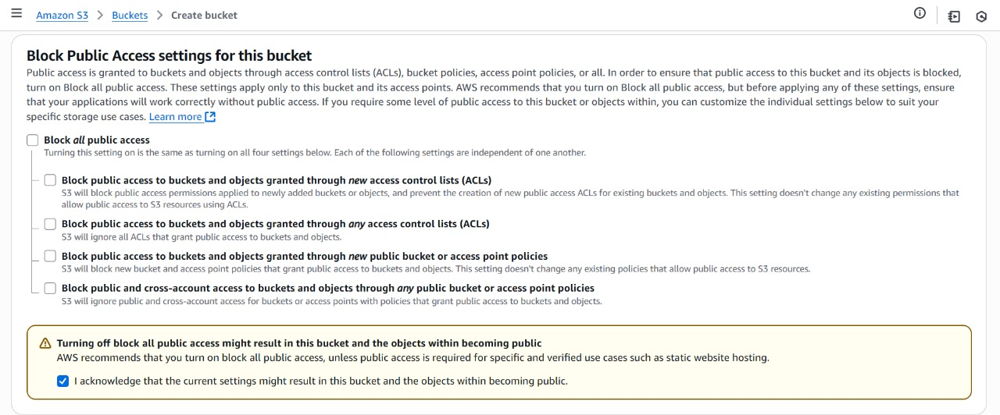 Amazon S3 > Buckets > Create bucket
Block Public Access settings for this bucket
Public access is granted to buckets and objects through access control lists (ACLs), bucket policies, access point policies, or all. In order to ensure that public access to this bucket and its objects is blocked,
turn on Block all public access. These settings apply only to this bucket and its access points. AWS recommends that you turn on Block all public access, but before applying any of these settings, ensure
that your applications will work correctly without public access. If you require some level of public access to this bucket or objects within, you can customize the individual settings below to suit your
specific storage use cases. Learn more
Block all public access
Turning this setting on is the same as turning on all four settings below. Each of the following settings are independent of one another.
Block public access to buckets and objects granted through new access control lists (ACLs)
S3 will block public access permissions applied to newly added buckets or objects, and prevent the creation of new public access ACLs for existing buckets and objects. This setting doesn't change any existing permissions that
allow public access to S3 resources using ACLs.
Block public access to buckets and objects granted through any access control lists (ACLs)
S3 will ignore all ACLs that grant public access to buckets and objects.
Block public access to buckets and objects granted through new public bucket or access point policies
S3 will block new bucket and access point policies that grant public access to buckets and objects. This setting doesn't change any existing policies that allow public access to S3 resources.
Block public and cross-account access to buckets and objects through any public bucket or access point policies
S3 will ignore public and cross-account access for buckets or access points with policies that grant public access to buckets and objects.
Turning off block all public access might result in this bucket and the objects within becoming public
AWS recommends that you turn on block all public access, unless public access is required for specific and verified use cases such as static website hosting.
I acknowledge that the current settings might result in this bucket and the objects within becoming public.